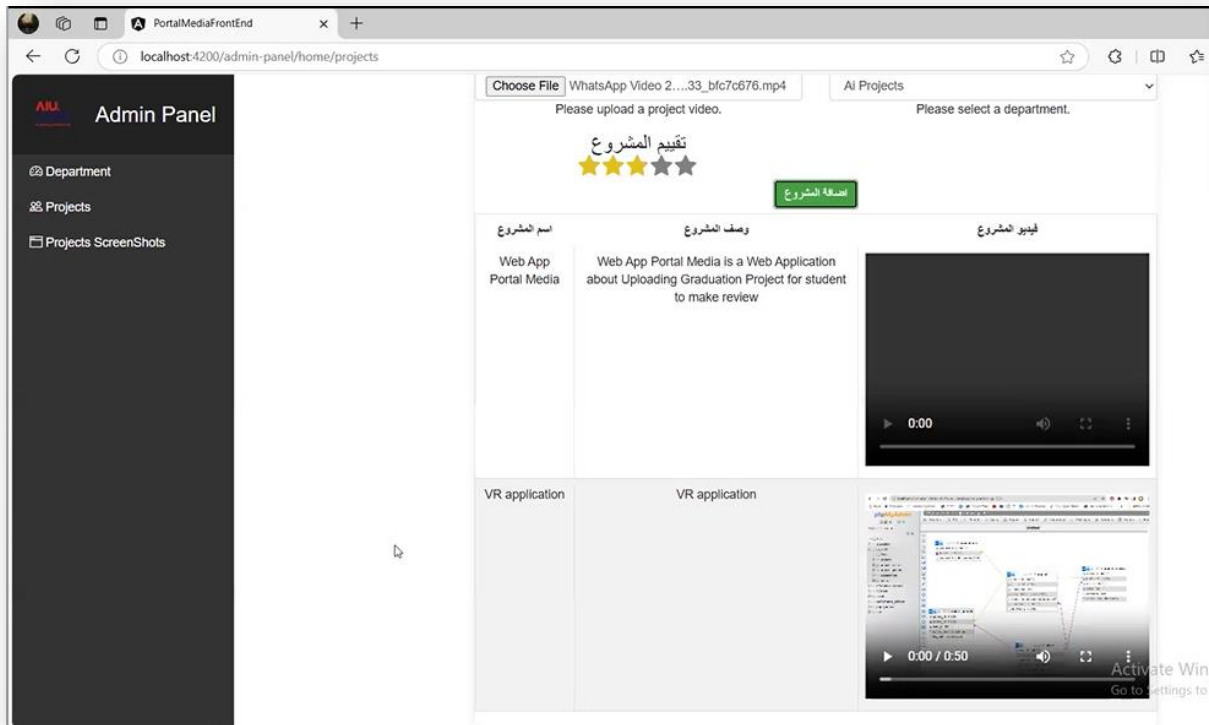 PortalMediaFrontEnd
localhost:4200/admin-panel/home/projects
AIU
Admin Panel
Department
Projects
Projects ScreenShots
Choose File WhatsApp Video 2....33_bfc7c676.mp4
Ai Projects
Please upload a project video.
Please select a department.
تقييم المشروع
اضافة المشروع
اسم المشروع
وصف المشروع
فيديو المشروع
Web App
Portal Media
Web App Portal Media is a Web Application
about Uploading Graduation Project for student
to make review
0:00
VR application
VR application
phpMyAdmin
0:00 / 0:50
Activate Win
Go to Settings to